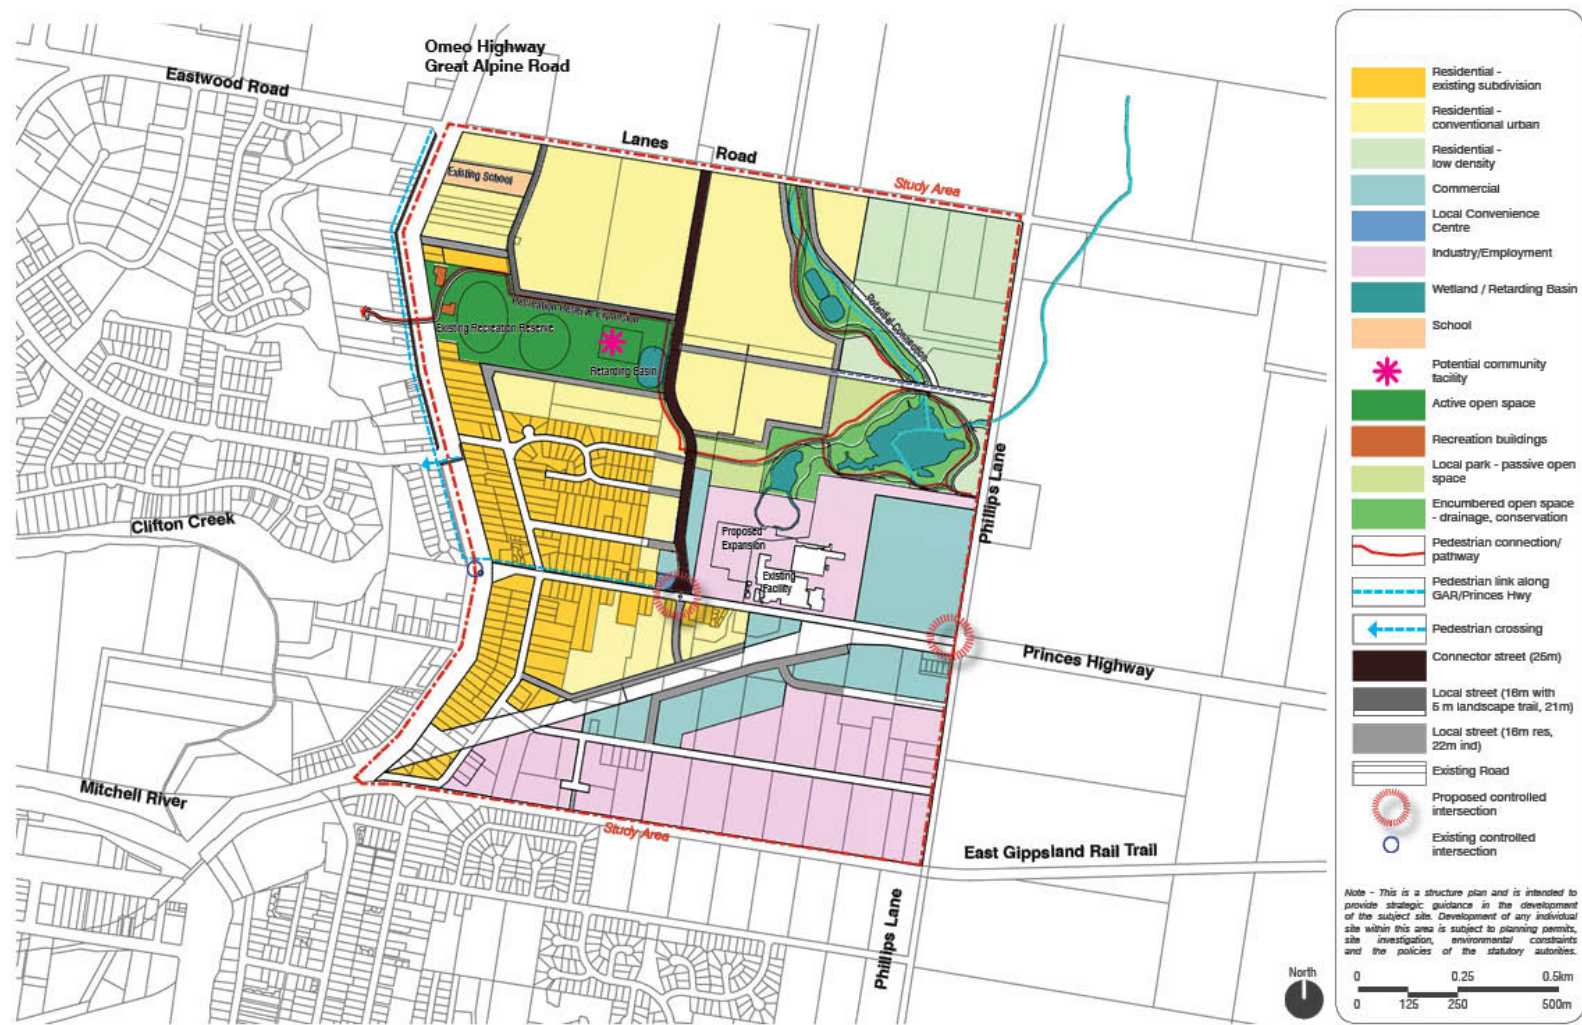 Omeo Highway
Great Alpine Road
Eastwood Road
Lanes Road
Study Area
Existing School
Recreation Reserve Expansion
Existing Recreation Reserve
Retarding Basin
Potential Connection
Clifton Creek
Phillips Lane
Proposed
Expansion
Existing
Facility
Princes Highway
Mitchell River
Study Area
East Gippsland Rail Trail
Phillips Lane
North
Residential -
existing subdivision
Residential -
conventional urban
Residential -
low density
Commercial
Local Convenience
Centre
Industry/Employment
Wetland / Retarding Basin
School
Potential community
facility
Active open space
Recreation buildings
Local park - passive open
space
Encumbered open space
- drainage, conservation
Pedestrian connection/
pathway
Pedestrian link along
GAR/Princes Hwy
Pedestrian crossing
Connector street (25m)
Local street (16m with
5 m landscape trail, 21m)
Local street (16m res,
22m ind)
Existing Road
Proposed controlled
intersection
Existing controlled
intersection
Note - This is a structure plan and is intended to
provide strategic guidance in the development
of the subject site. Development of any individual
site within this area is subject to planning permits,
site investigation, environmental constraints
and the policies of the statutory autorities.
0 0.25 0.5km
0 125 250 500m